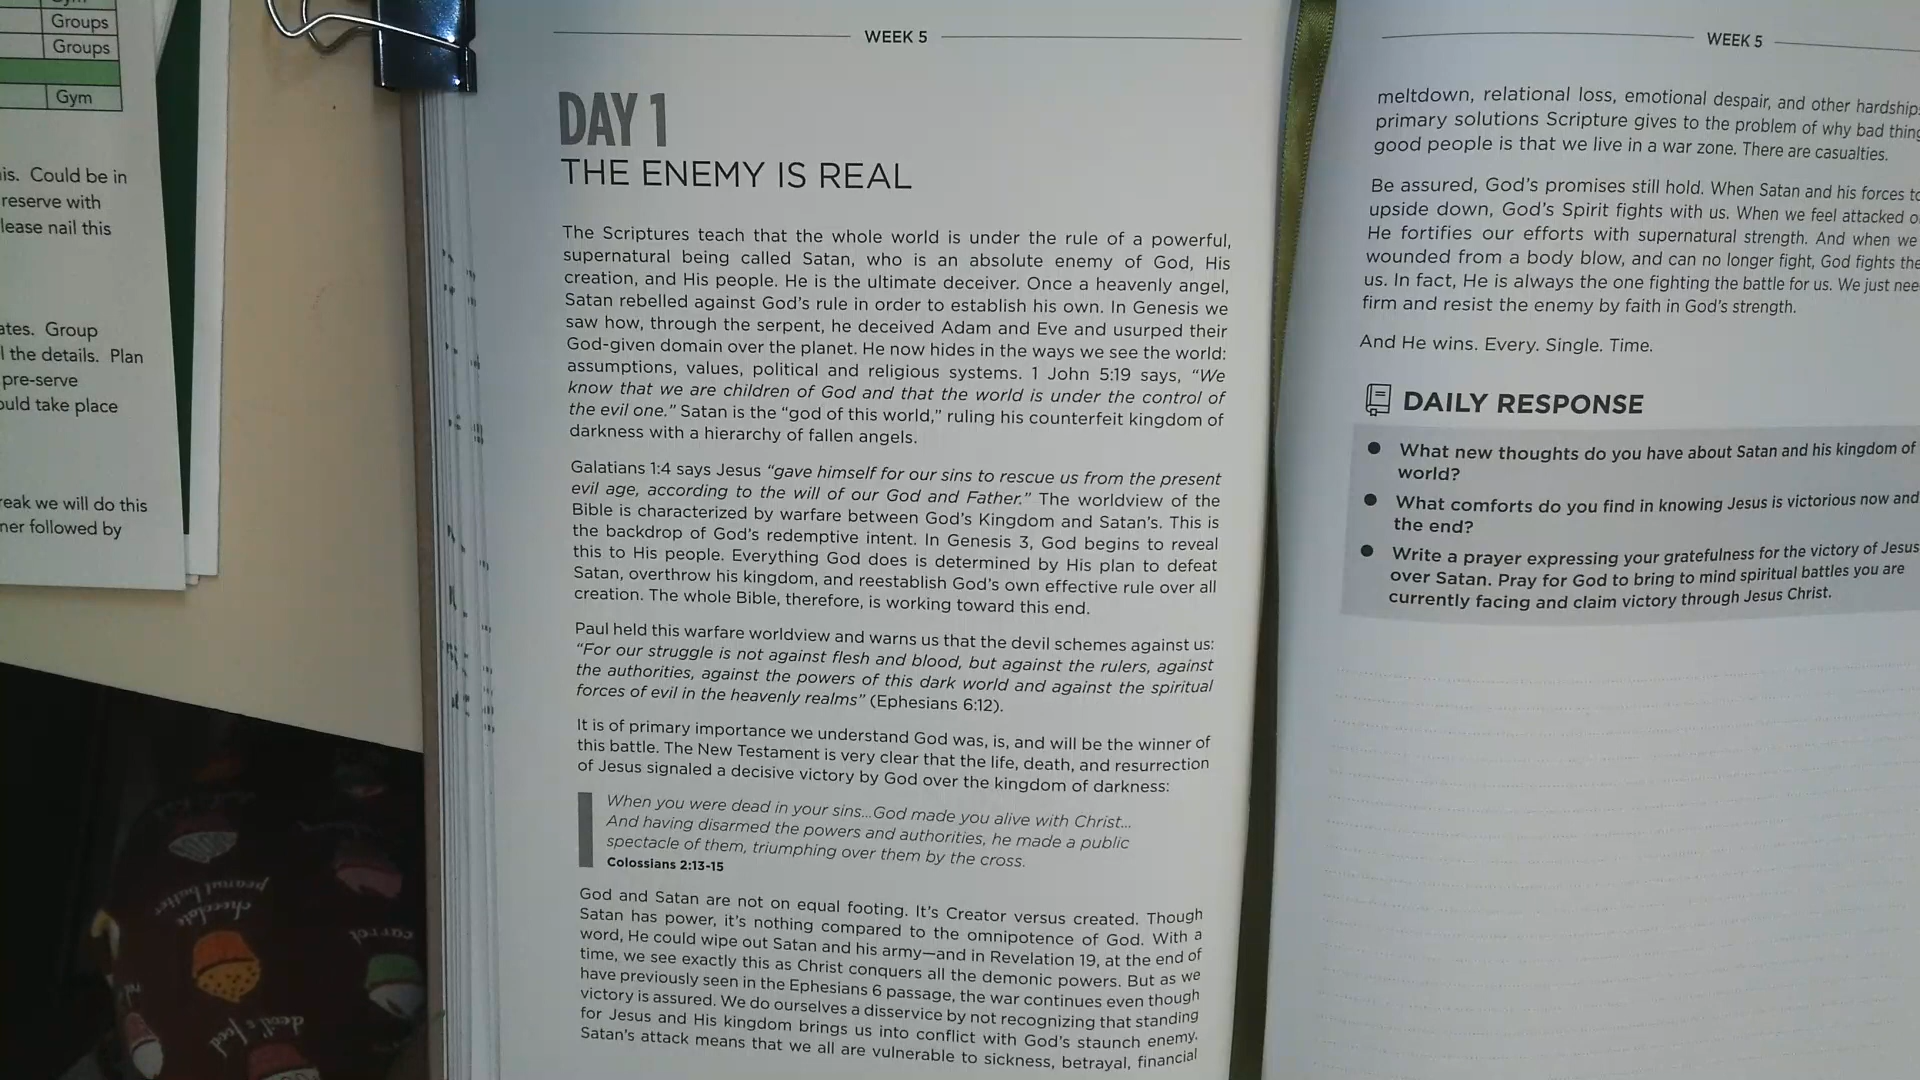 Gym
Groups
Groups
Gym
is. Could be in
reserve with
lease nail this
ates. Group
l the details. Plan
pre-serve
ould take place
reak we will do this
ner followed by
WEEK 5
DAY 1
THE ENEMY IS REAL
The Scriptures teach that the whole world is under the rule of a powerful,
supernatural being called Satan, who is an absolute enemy of God, His
creation, and His people. He is the ultimate deceiver. Once a heavenly angel,
Satan rebelled against God's rule in order to establish his own. In Genesis we
saw how, through the serpent, he deceived Adam and Eve and usurped their
God-given domain over the planet. He now hides in the ways we see the world:
assumptions, values, political and religious systems. 1 John 5:19 says, “We
know that we are children of God and that the world is under the control of
the evil one.” Satan is the “god of this world,” ruling his counterfeit kingdom of
darkness with a hierarchy of fallen angels.
Galatians 1:4 says Jesus “gave himself for our sins to rescue us from the present
evil age, according to the will of our God and Father.” The worldview of the
Bible is characterized by warfare between God's Kingdom and Satan's. This is
the backdrop of God's redemptive intent. In Genesis 3, God begins to reveal
this to His people. Everything God does is determined by His plan to defeat
Satan, overthrow his kingdom, and reestablish God's own effective rule over all
creation. The whole Bible, therefore, is working toward this end.
Paul held this warfare worldview and warns us that the devil schemes against us:
“For our struggle is not against flesh and blood, but against the rulers, against
the authorities, against the powers of this dark world and against the spiritual
forces of evil in the heavenly realms” (Ephesians 6:12).
It is of primary importance we understand God was, is, and will be the winner of
this battle. The New Testament is very clear that the life, death, and resurrection
of Jesus signaled a decisive victory by God over the kingdom of darkness:
When you were dead in your sins...God made you alive with Christ...
And having disarmed the powers and authorities, he made a public
spectacle of them, triumphing over them by the cross.
Colossians 2:13-15
God and Satan are not on equal footing. It's Creator versus created. Though
Satan has power, it's nothing compared to the omnipotence of God. With a
word, He could wipe out Satan and his army—and in Revelation 19, at the end of
time, we see exactly this as Christ conquers all the demonic powers. But as we
have previously seen in the Ephesians 6 passage, the war continues even though
victory is assured. We do ourselves a disservice by not recognizing that standing
for Jesus and His kingdom brings us into conflict with God's staunch enemy.
Satan's attack means that we all are vulnerable to sickness, betrayal, financial
WEEK 5
meltdown, relational loss, emotional despair, and other hardship
primary solutions Scripture gives to the problem of why bad thing
good people is that we live in a war zone. There are casualties.
Be assured, God's promises still hold. When Satan and his forces to
upside down, God's Spirit fights with us. When we feel attacked o
He fortifies our efforts with supernatural strength. And when we
wounded from a body blow, and can no longer fight, God fights the
us. In fact, He is always the one fighting the battle for us. We just nee
firm and resist the enemy by faith in God's strength.
And He wins. Every. Single. Time.
DAILY RESPONSE
● What new thoughts do you have about Satan and his kingdom of
world?
● What comforts do you find in knowing Jesus is victorious now and
the end?
● Write a prayer expressing your gratefulness for the victory of Jesus
over Satan. Pray for God to bring to mind spiritual battles you are
currently facing and claim victory through Jesus Christ.
chocolate
peanut butter
carrot
devil's food